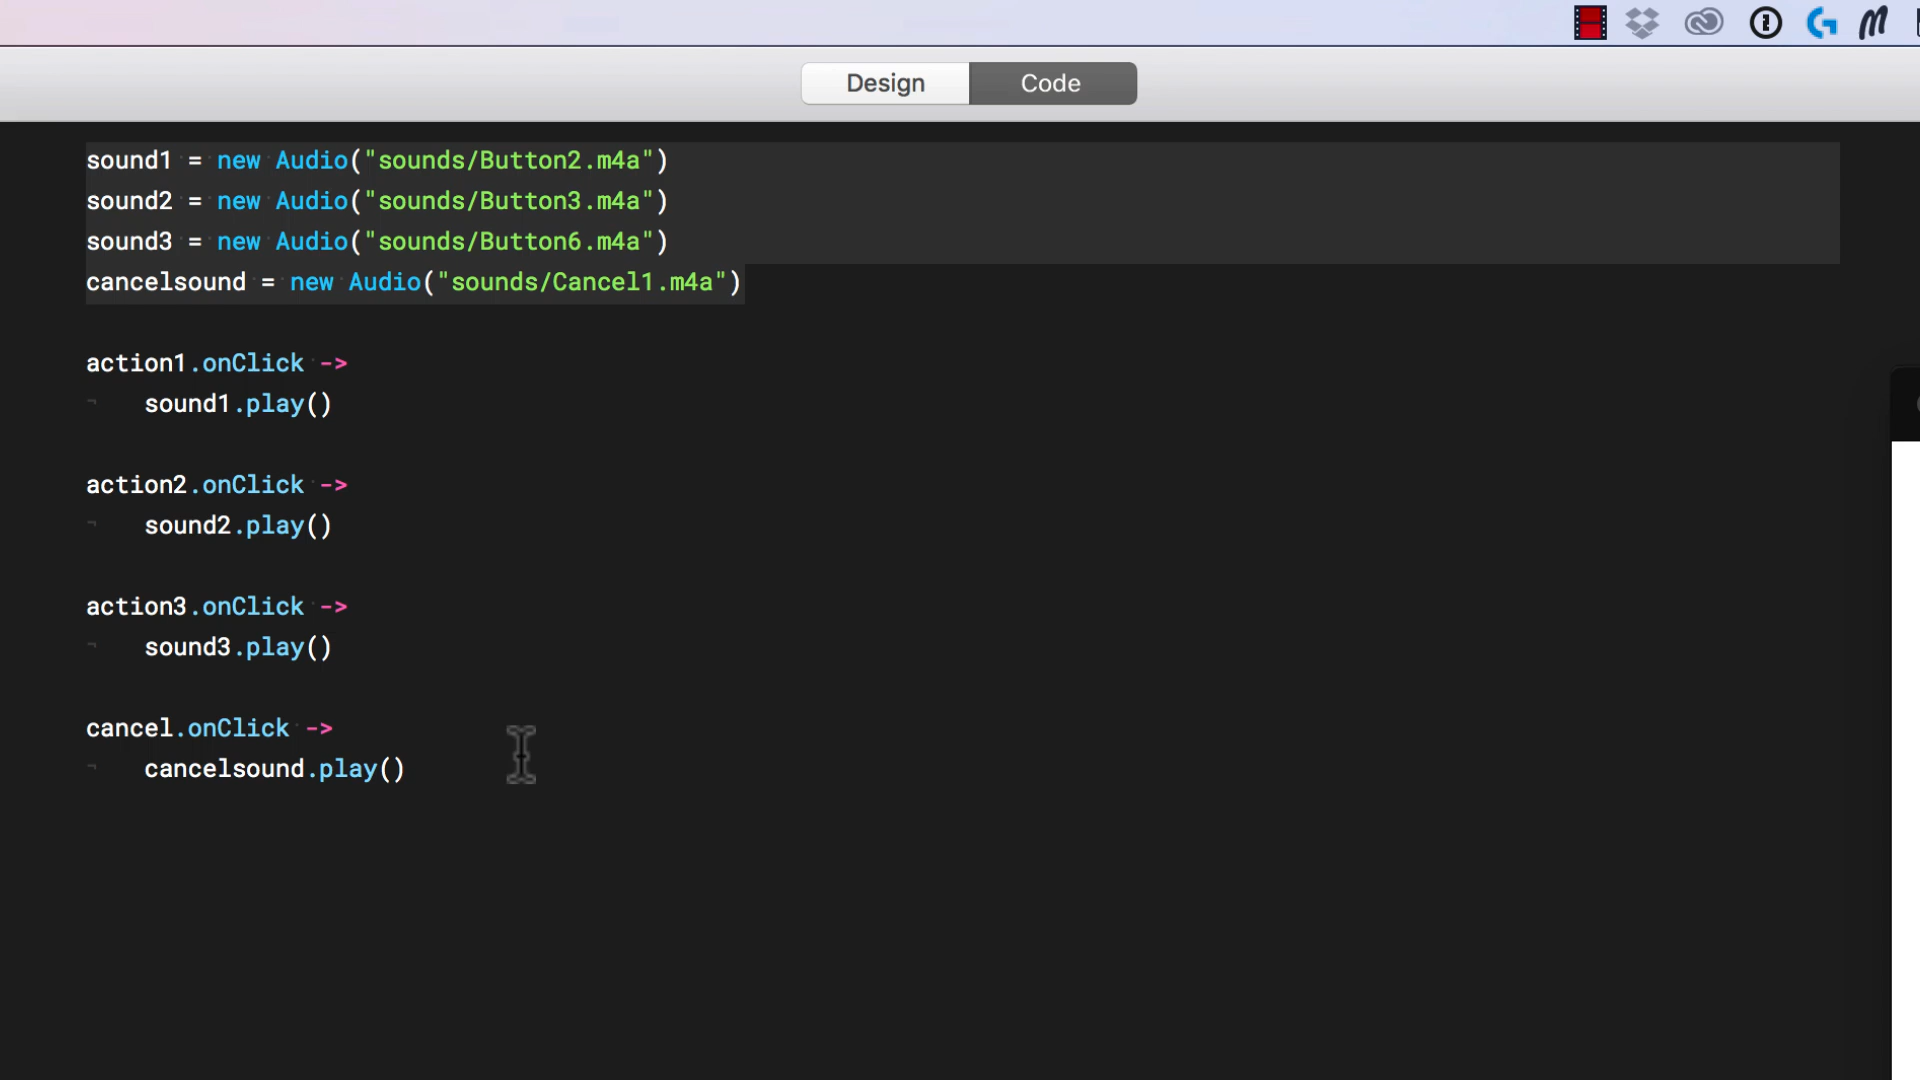 Design
Code
sound1 = new Audio("sounds/Button2.m4a")
sound2 = new Audio("sounds/Button3.m4a")
sound3 = new Audio("sounds/Button6.m4a")
cancelsound = new Audio("sounds/Cancel1.m4a")
action1.onClick ->
sound1.play()
action2.onClick ->
sound2.play()
action3.onClick ->
sound3.play()
cancel.onClick ->
cancelsound.play()